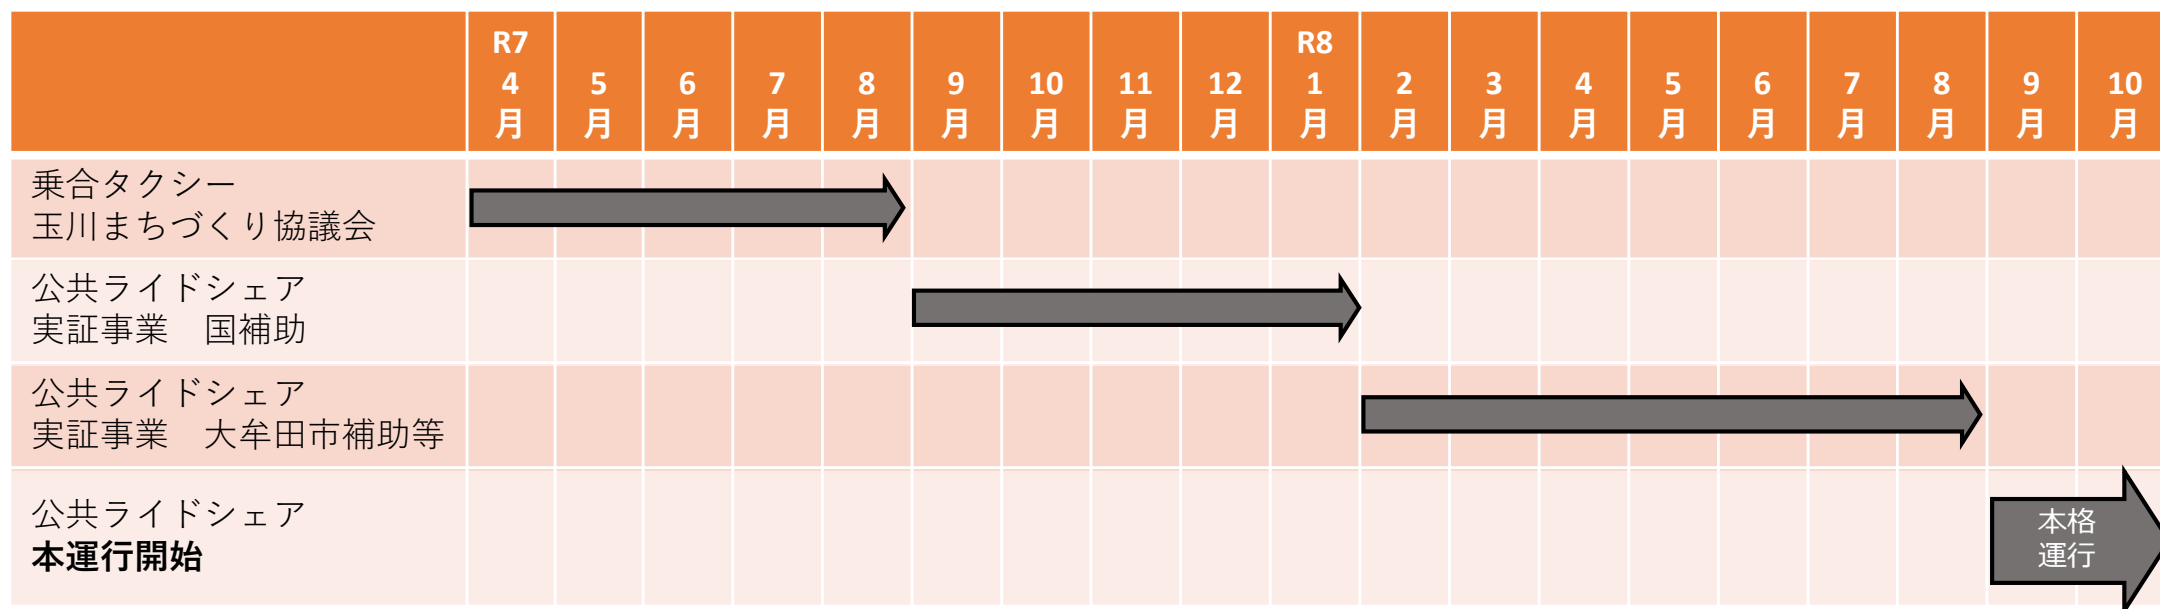 R7 R8
4 5 6 7 8 9 10 11 12 1 2 3 4 5 6 7 8 9 10
月 月 月 月 月 月 月 月 月 月 月 月 月 月 月 月 月 月 月
乗合タクシー
玉川まちづくり協議会
公共ライドシェア
実証事業　国補助
公共ライドシェア
実証事業　大牟田市補助等
公共ライドシェア
本運行開始
本格
運行